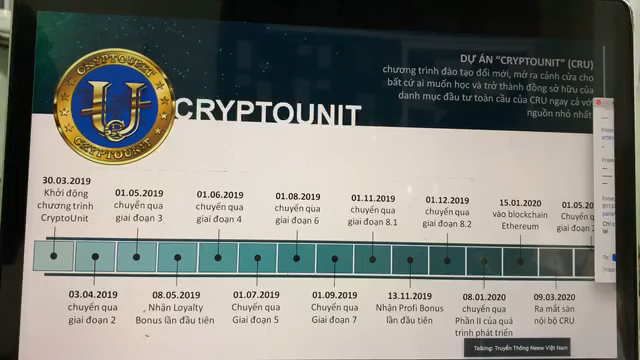 DỰ ÁN "CRYPTOUNIT" (CRU)
chương trình đào tạo đổi mới, mở ra cánh cửa cho
bất cứ ai muốn học và trở thành đồng sở hữu của
danh mục đầu tư toàn cầu của CRU ngay cả với
nguồn nhỏ nhất
CRYPTOUNIT
U
CRYPTOUNIT
CRYPTOUNIT
30.03.2019
Khởi động
chương trình
CryptoUnit
01.05.2019
chuyển qua
giai đoạn 3
01.06.2019
chuyển qua
giai đoạn 4
01.08.2019
chuyển qua
giai đoạn 6
01.11.2019
chuyển qua
giai đoạn 8.1
01.12.2019
chuyển qua
giai đoạn 8.2
15.01.2020
vào blockchain
Ethereum
01.05.20
chuyển qua
giai đoạn
03.04.2019
chuyển qua
giai đoạn 2
08.05.2019
Nhận Loyalty
Bonus lần đầu tiên
01.07.2019
chuyển qua
Giai đoạn 5
01.09.2019
chuyển qua
Giai đoạn 7
13.11.2019
Nhận Profi Bonus
lần đầu tiên
08.01.2020
chuyển qua
Phần II của quá
trình phát triển
09.03.2020
Ra mắt sàn
nội bộ CRU
Talking: Truyền Thông Neew Việt Nam